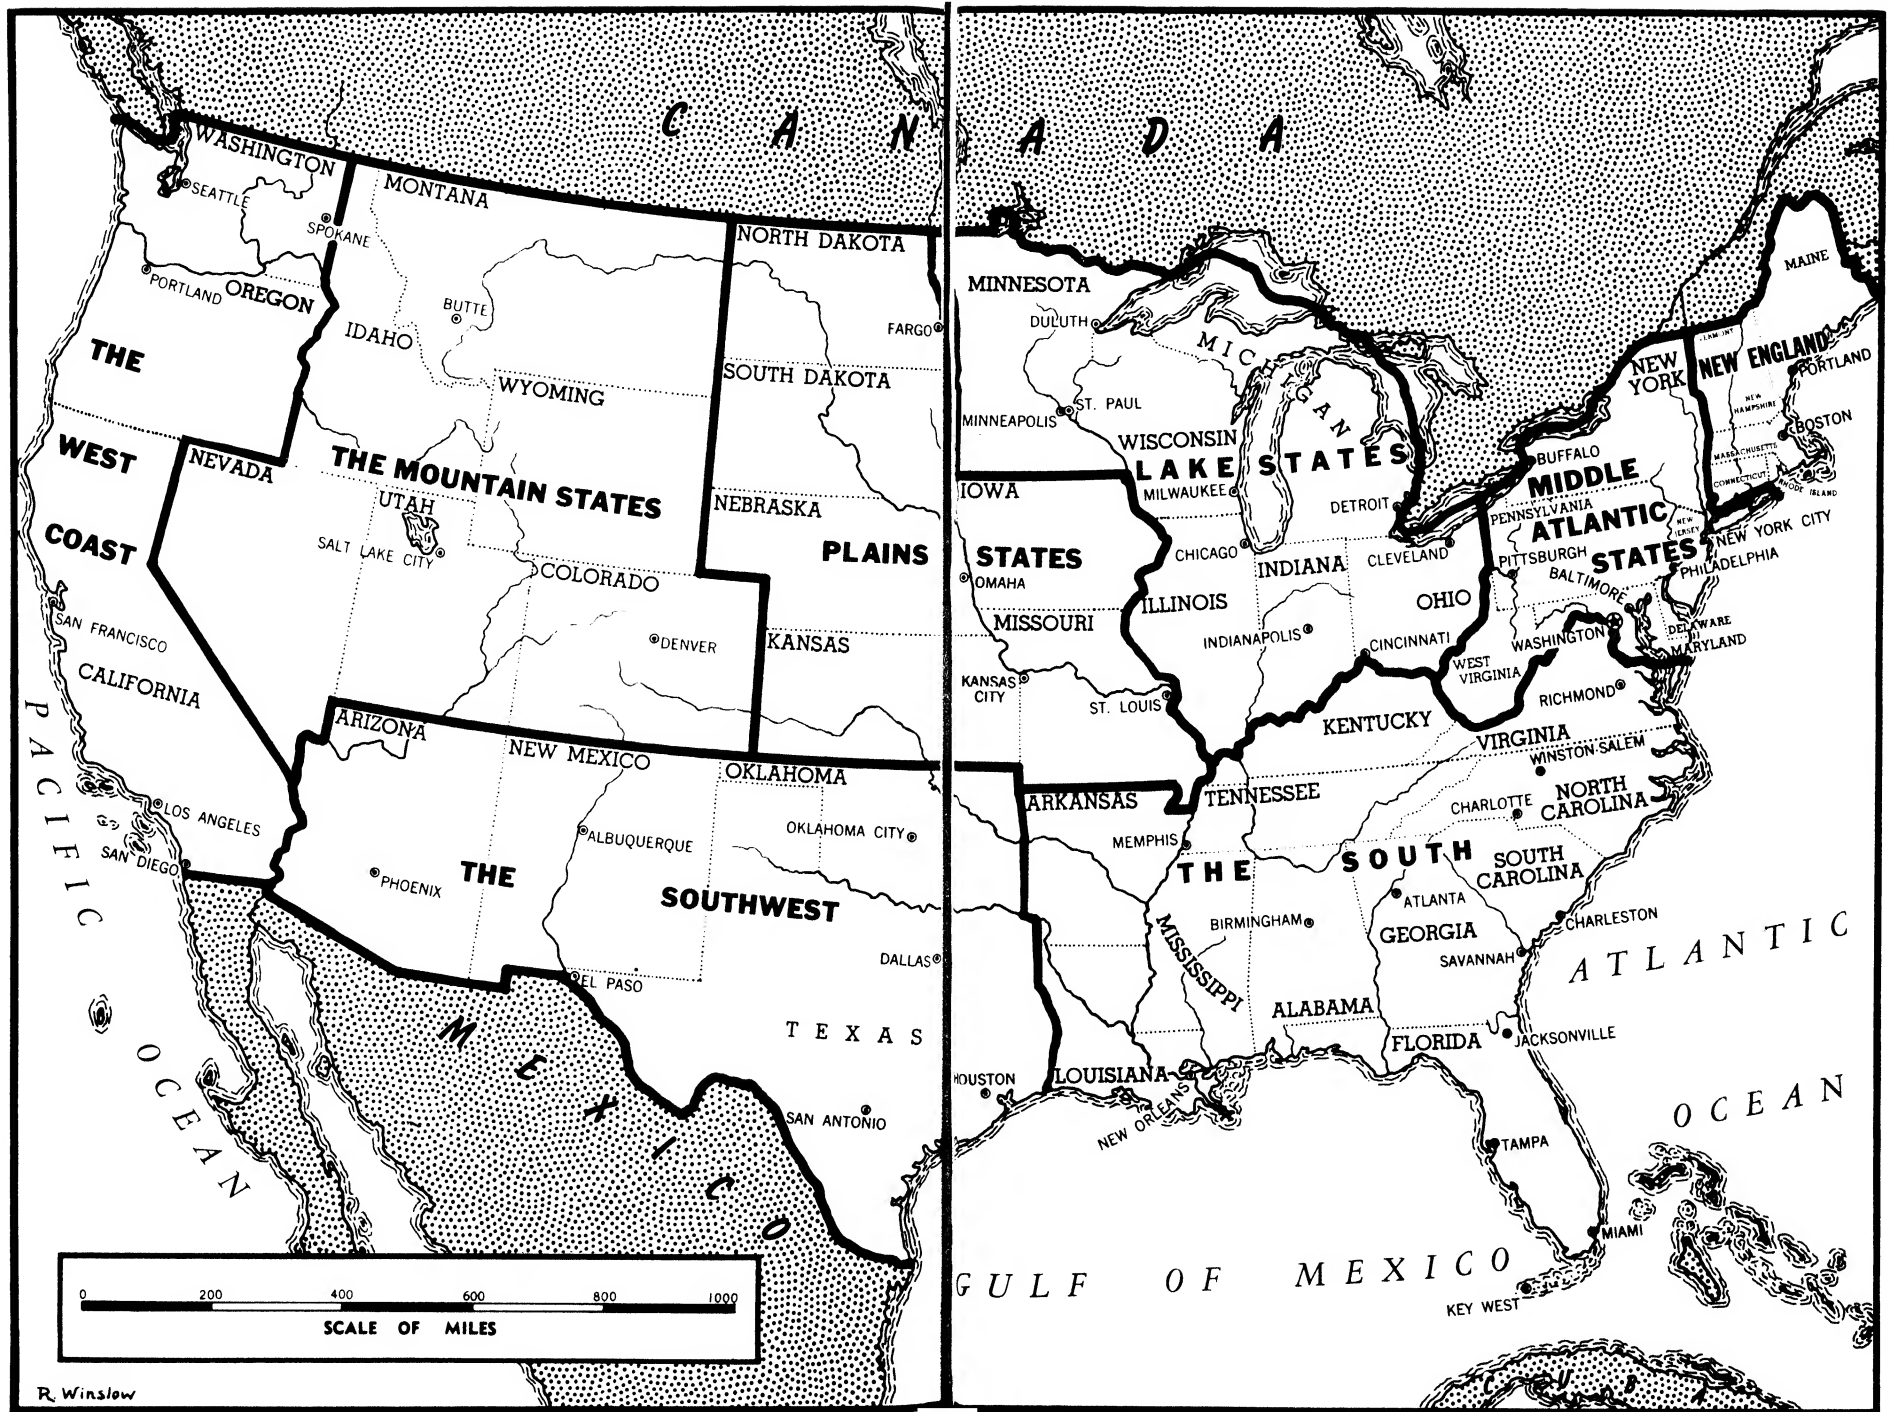 CANADA
WASHINGTON
SEATTLE
SPOKANE
MONTANA
NORTH DAKOTA
MINNESOTA
MAINE
PORTLAND
OREGON
BUTTE
IDAHO
FARGO
DULUTH
MICHIGAN
THE
WEST
COAST
SOUTH DAKOTA
WYOMING
MINNEAPOLIS
ST. PAUL
WISCONSIN
LAKE STATES
MILWAUKEE
DETROIT
NEW
YORK
NEW ENGLAND
PORTLAND
NEW
HAMPSHIRE
BOSTON
MASSACHUSETTS
CONNECTICUT
RHODE ISLAND
BUFFALO
MIDDLE
ATLANTIC
STATES
PENNSYLVANIA
NEW
JERSEY
NEW YORK CITY
PITTSBURGH
PHILADELPHIA
BALTIMORE
NEVADA
THE MOUNTAIN STATES
UTAH
SALT LAKE CITY
NEBRASKA
IOWA
PLAINS STATES
OMAHA
CHICAGO
INDIANA
CLEVELAND
COLORADO
DENVER
KANSAS
MISSOURI
ILLINOIS
OHIO
INDIANAPOLIS
CINCINNATI
WASHINGTON
DELAWARE
MARYLAND
WEST
VIRGINIA
RICHMOND
SAN FRANCISCO
CALIFORNIA
KANSAS
CITY
ST. LOUIS
KENTUCKY
VIRGINIA
WINSTON-SALEM
ARIZONA
NEW MEXICO
OKLAHOMA
ARKANSAS
TENNESSEE
CHARLOTTE
NORTH
CAROLINA
LOS ANGELES
SAN DIEGO
ALBUQUERQUE
OKLAHOMA CITY
MEMPHIS
PHOENIX
THE
SOUTHWEST
THE SOUTH
SOUTH
CAROLINA
ATLANTA
BIRMINGHAM
CHARLESTON
MISSISSIPPI
GEORGIA
SAVANNAH
DALLAS
EL PASO
TEXAS
ALABAMA
FLORIDA
JACKSONVILLE
HOUSTON
LOUISIANA
NEW ORLEANS
SAN ANTONIO
TAMPA
MIAMI
KEY WEST
PACIFIC OCEAN
ATLANTIC
OCEAN
MEXICO
GULF OF MEXICO
CUBA
0 200 400 600 800 1000
SCALE OF MILES
R. Winslow